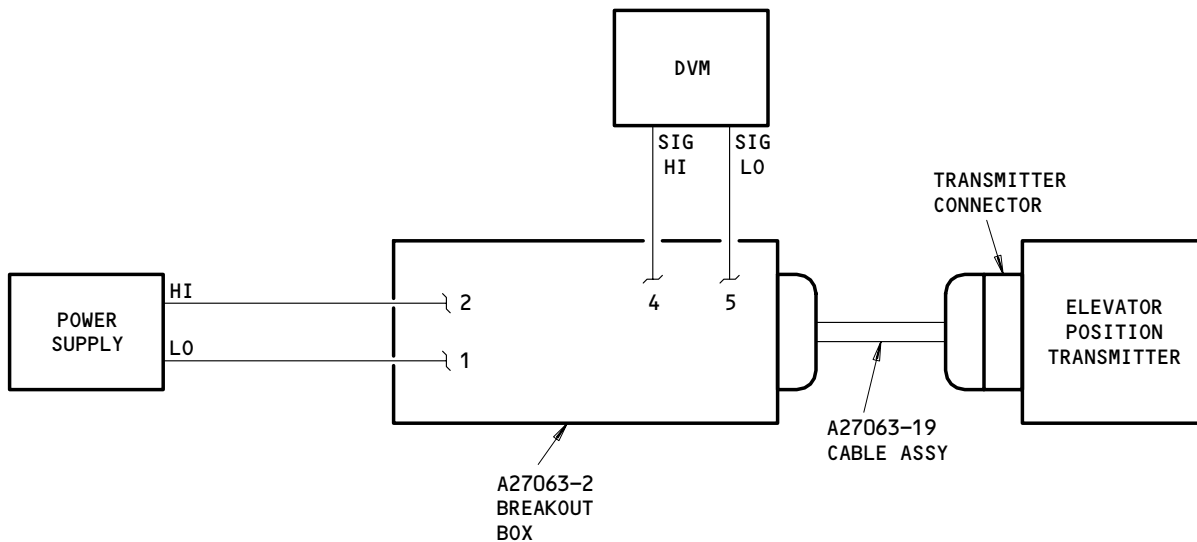 DVM
SIG
HI
SIG
LO
TRANSMITTER
CONNECTOR
POWER
SUPPLY
HI
LO
2
1
4
5
ELEVATOR
POSITION
TRANSMITTER
A27063-19
CABLE ASSY
A27063-2
BREAKOUT
BOX